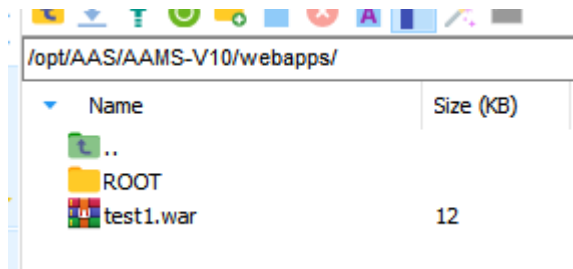 /opt/AAS/AAMS-V10/webapps/
Name Size (KB)
..
ROOT
test1.war 12